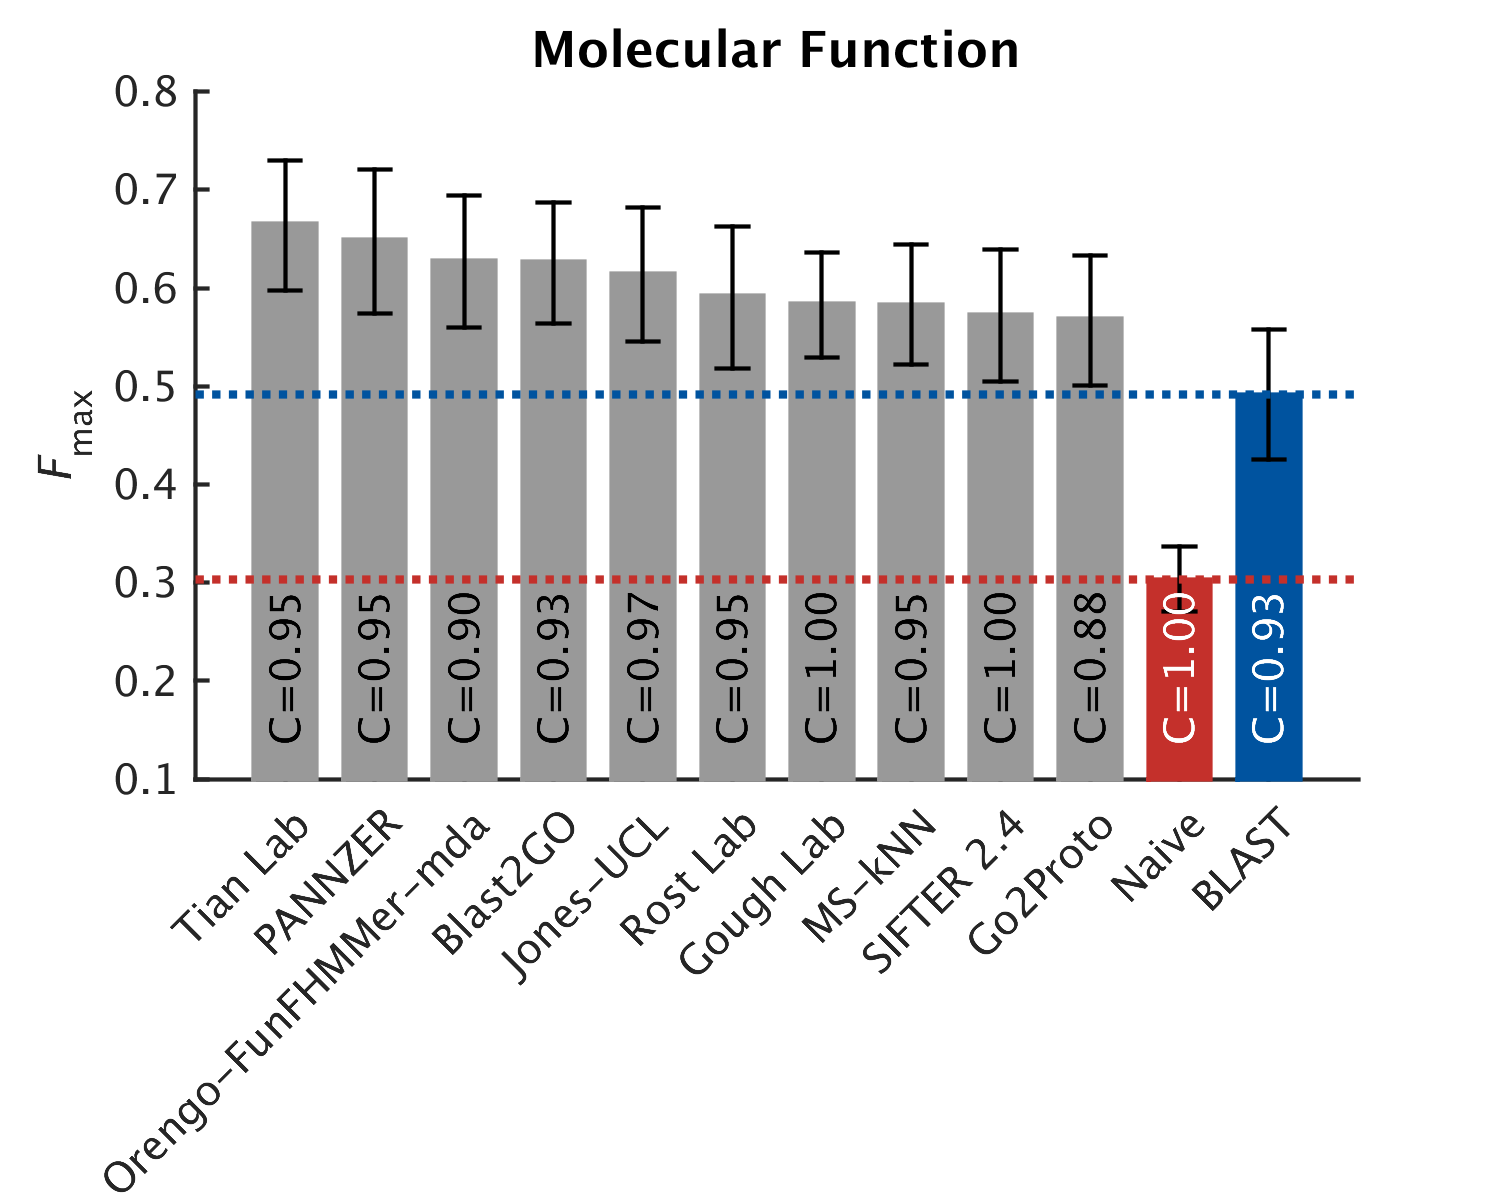 Molecular Function
0.8
0.7
0.6
0.5
0.4
0.3
0.2
0.1
Fmax
C=0.95
C=0.95
C=0.90
C=0.93
C=0.97
C=0.95
C=1.00
C=0.95
C=1.00
C=0.88
C=1.00
C=0.93
Tian Lab
PANNZER
Orengo-FunFHMMer-mda
Blast2GO
Jones-UCL
Rost Lab
Gough Lab
MS-kNN
SIFTER 2.4
Go2Proto
Naive
BLAST